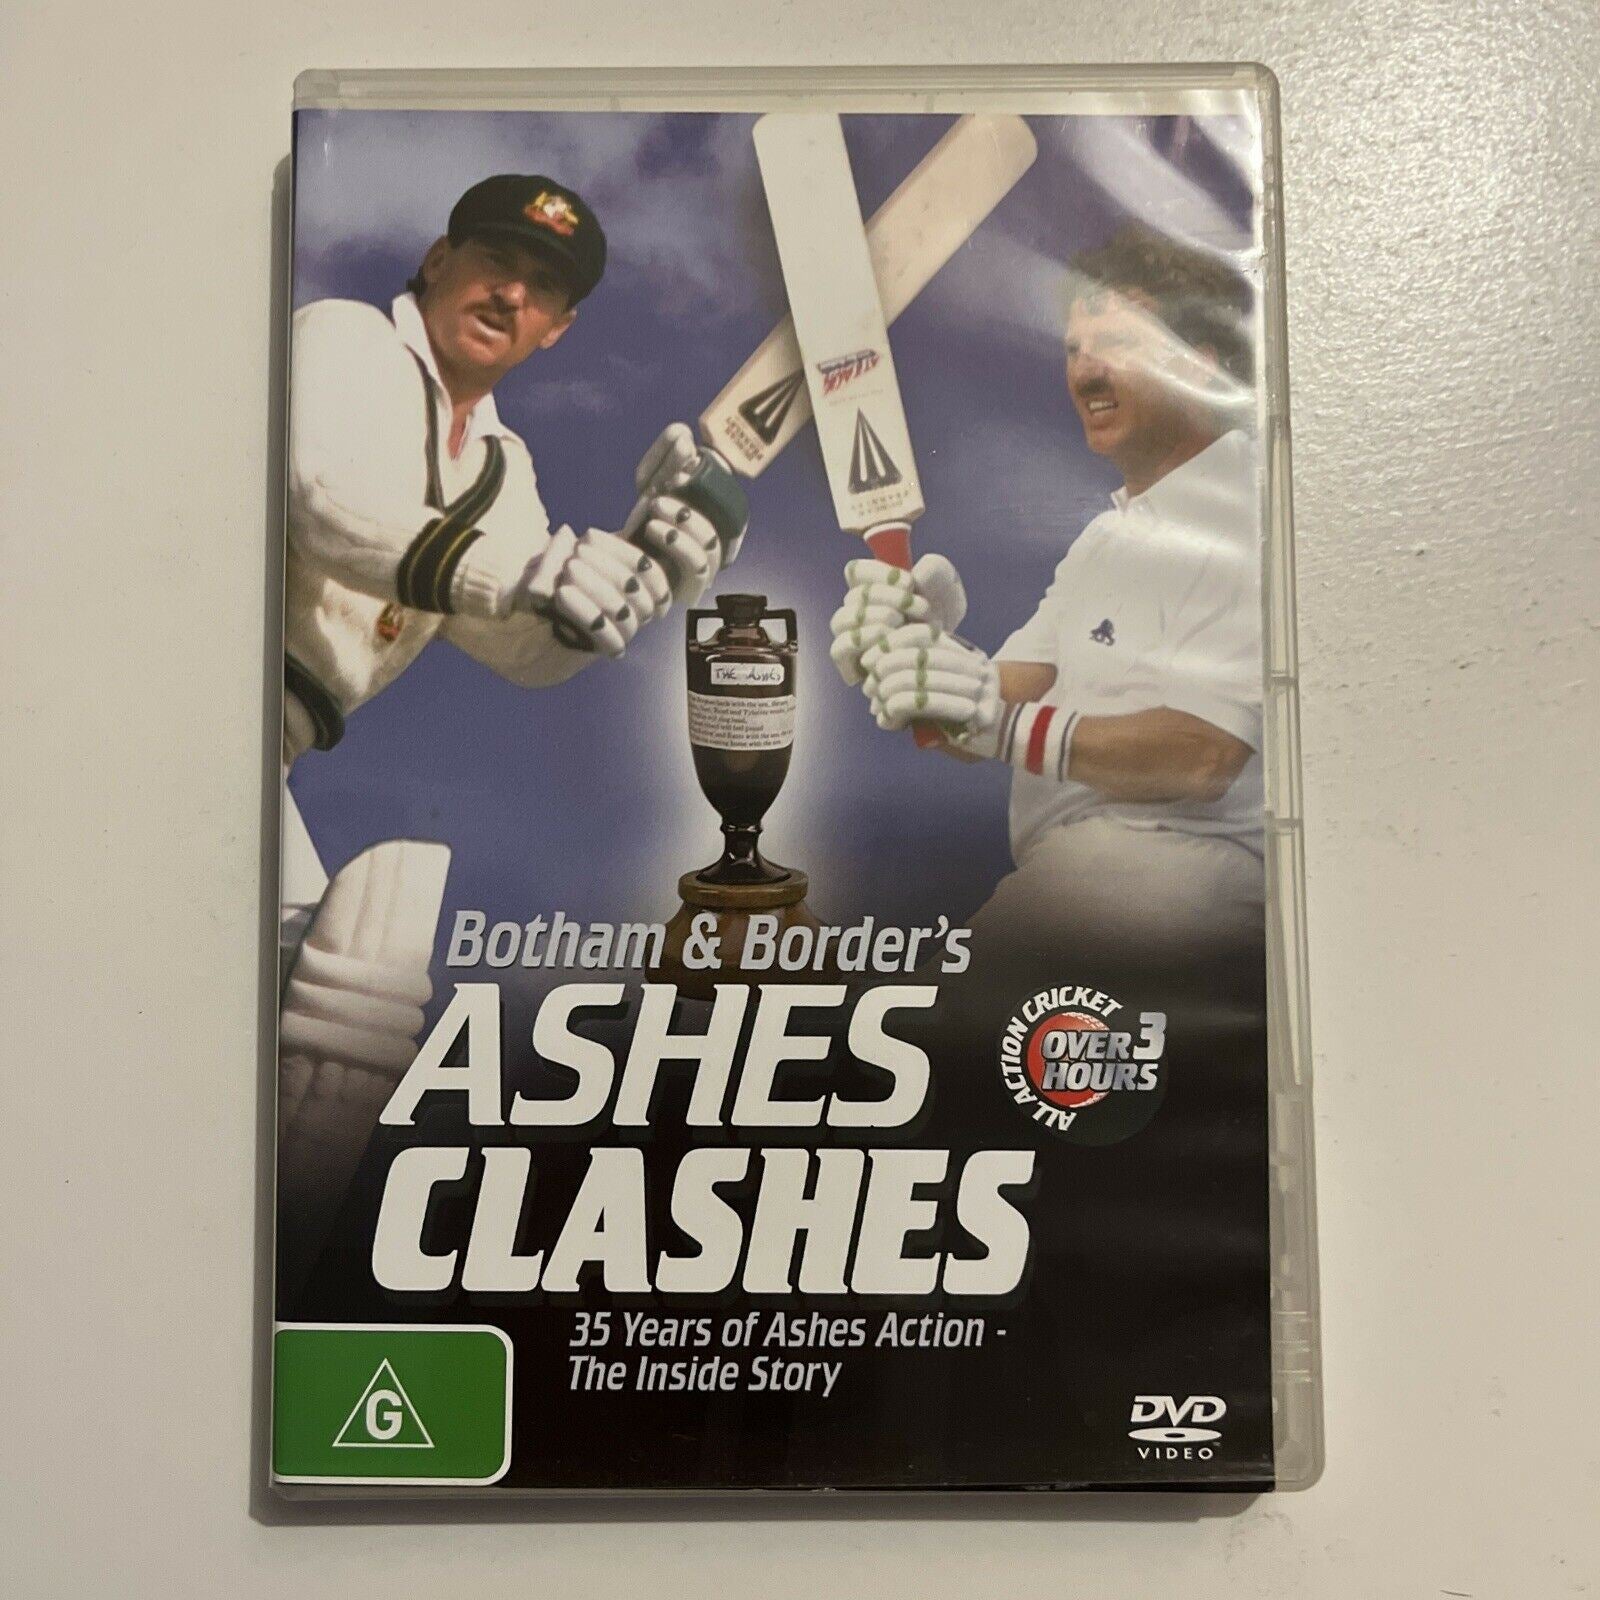 THE Ashes
Botham & Border's
ASHES
CLASHES
ALL ACTION CRICKET
OVER 3
HOURS
35 Years of Ashes Action -
The Inside Story
G
DVD
VIDEO